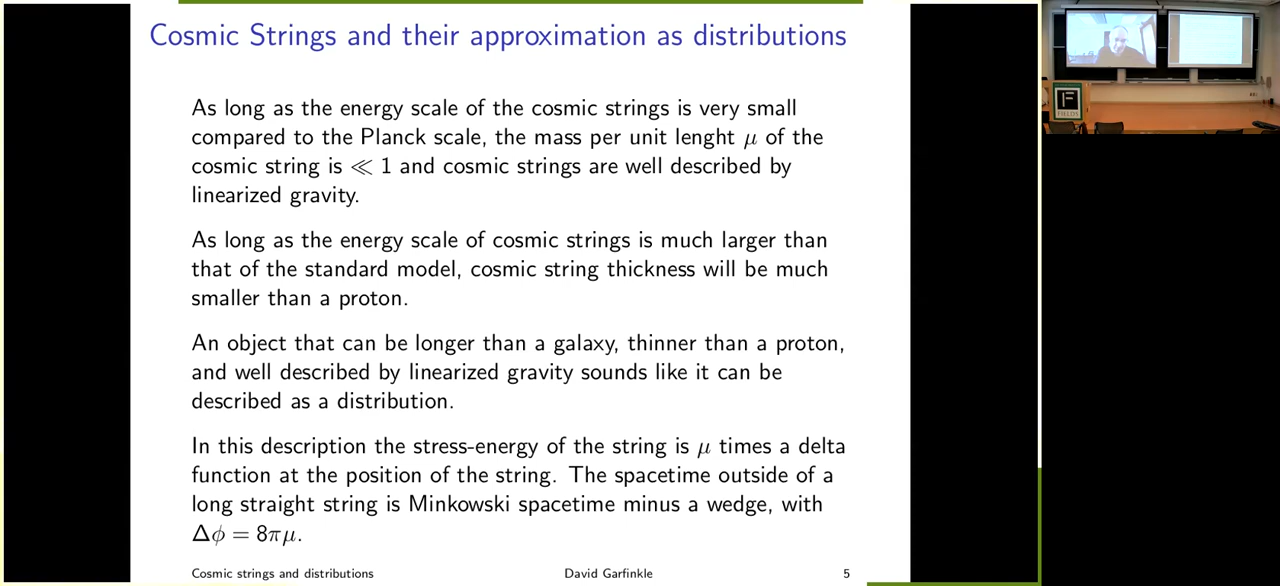 Cosmic Strings and their approximation as distributions
As long as the energy scale of the cosmic strings is very small
compared to the Planck scale, the mass per unit lenght μ of the
cosmic string is ≪ 1 and cosmic strings are well described by
linearized gravity.
As long as the energy scale of cosmic strings is much larger than
that of the standard model, cosmic string thickness will be much
smaller than a proton.
An object that can be longer than a galaxy, thinner than a proton,
and well described by linearized gravity sounds like it can be
described as a distribution.
In this description the stress-energy of the string is μ times a delta
function at the position of the string. The spacetime outside of a
long straight string is Minkowski spacetime minus a wedge, with
Δϕ = 8πμ.
Cosmic strings and distributions David Garfinkle 5
FIELDS